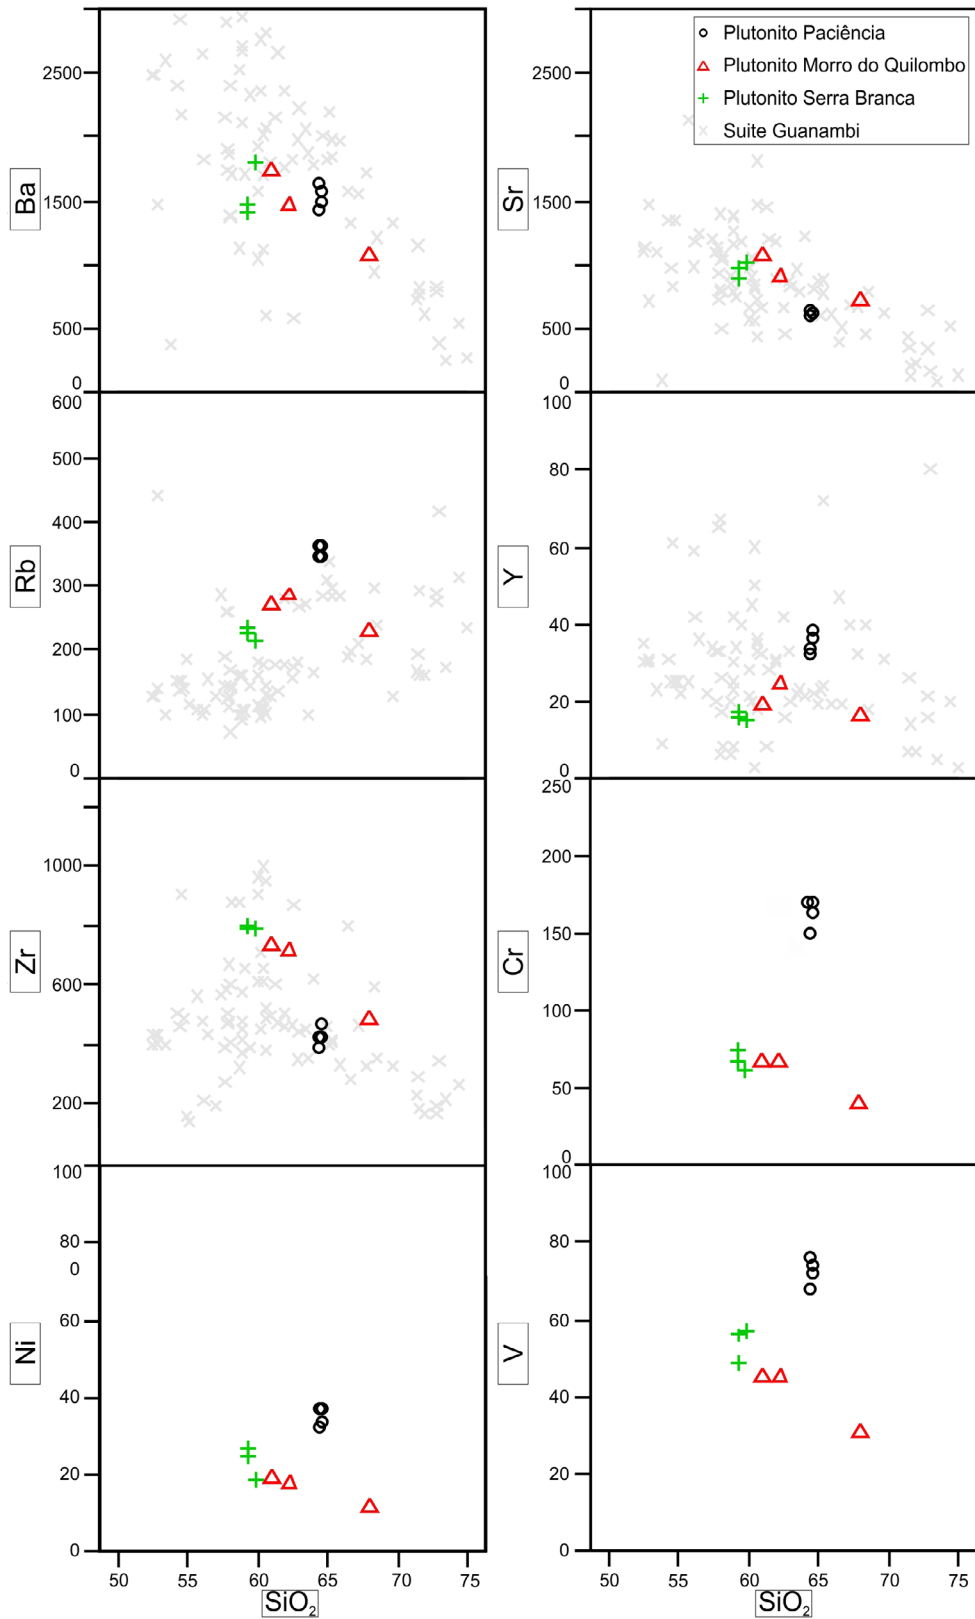 Ba
2500
1500
500
0
Sr
2500
1500
500
0
Plutonito Paciência
Plutonito Morro do Quilombo
Plutonito Serra Branca
Suite Guanambi
Rb
600
500
400
300
200
100
0
Y
100
80
60
40
20
0
Zr
1000
600
200
Cr
250
200
150
100
50
0
Ni
100
80
0
60
40
20
0
V
100
80
60
40
20
0
50 55 60 65 70 75
SiO₂
50 55 60 65 70 75
SiO₂